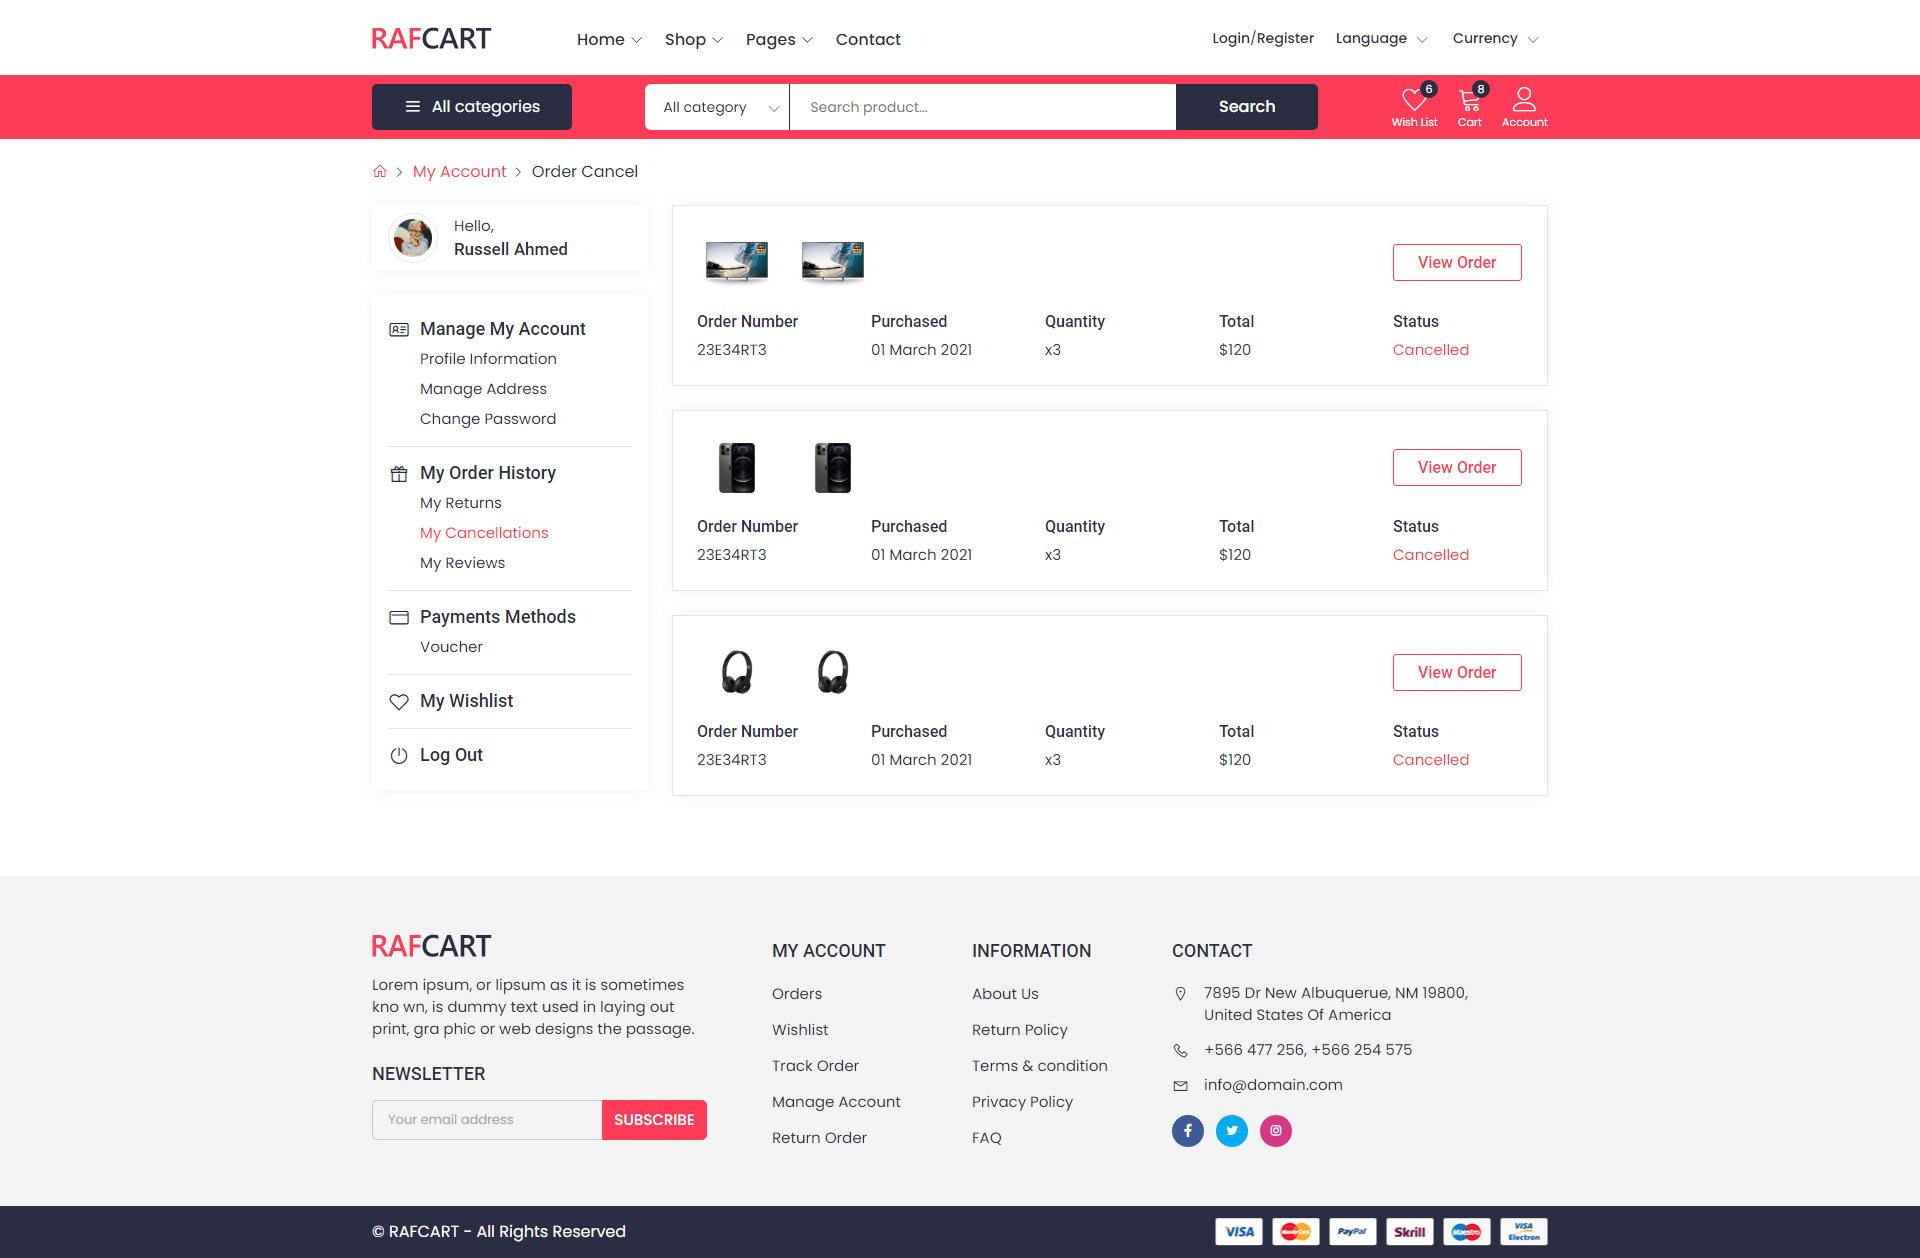 RAFCART
Home Shop Pages Contact
Login/Register Language Currency
All categories
All category Search product... Search
6 8
Wish List Cart Account
My Account > Order Cancel
Hello,
Russell Ahmed
Manage My Account
Profile Information
Manage Address
Change Password
My Order History
My Returns
My Cancellations
My Reviews
Payments Methods
Voucher
My Wishlist
Log Out
View Order
Order Number Purchased Quantity Total Status
23E34RT3 01 March 2021 x3 $120 Cancelled
View Order
Order Number Purchased Quantity Total Status
23E34RT3 01 March 2021 x3 $120 Cancelled
View Order
Order Number Purchased Quantity Total Status
23E34RT3 01 March 2021 x3 $120 Cancelled
RAFCART
Lorem ipsum, or lipsum as it is sometimes
kno wn, is dummy text used in laying out
print, gra phic or web designs the passage.
NEWSLETTER
Your email address SUBSCRIBE
MY ACCOUNT
Orders
Wishlist
Track Order
Manage Account
Return Order
INFORMATION
About Us
Return Policy
Terms & condition
Privacy Policy
FAQ
CONTACT
7895 Dr New Albuquerue, NM 19800,
United States Of America
+566 477 256, +566 254 575
info@domain.com
© RAFCART - All Rights Reserved
VISA MasterCard PayPal Skrill Maestro VISA Electron